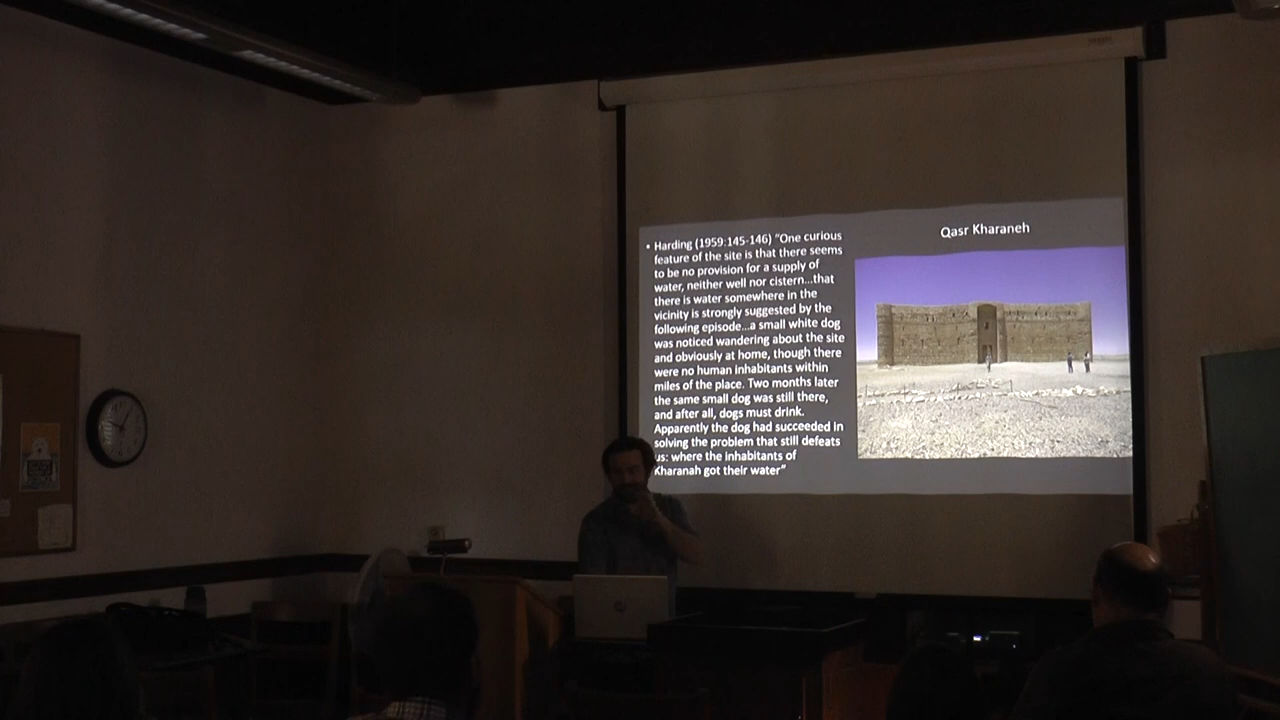 Qasr Kharaneh
• Harding (1959:145-146) “One curious
feature of the site is that there seems
to be no provision for a supply of
water, neither well nor cistern...that
there is water somewhere in the
vicinity is strongly suggested by the
following episode...a small white dog
was noticed wandering about the site
and obviously at home, though there
were no human inhabitants within
miles of the place. Two months later
the same small dog was still there,
and after all, dogs must drink.
Apparently the dog had succeeded in
solving the problem that still defeats
us: where the inhabitants of
Kharanah got their water”